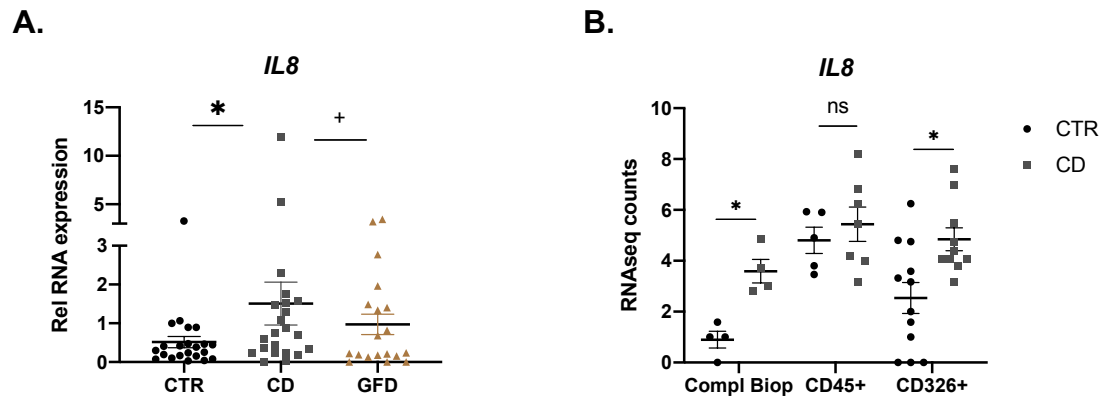 A.
IL8
*
+
Rel RNA expression
15
10
5
3
2
1
0
CTR
CD
GFD
B.
IL8
ns
*
*
RNAseq counts
10
8
6
4
2
0
Compl Biop
CD45+
CD326+
CTR
CD